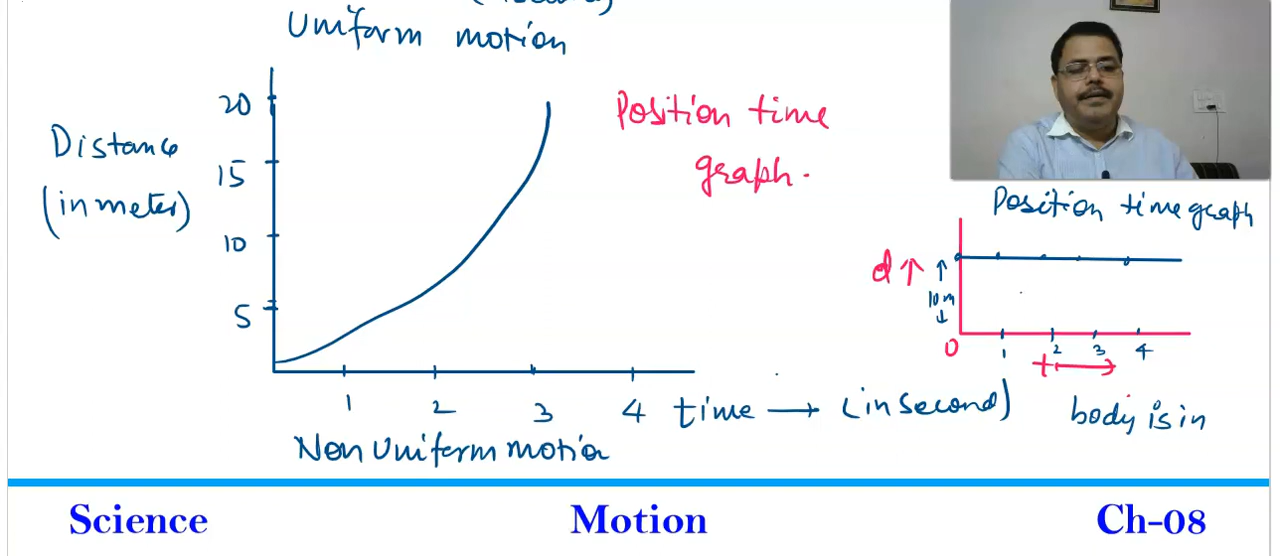 Uniform motion
20
15
10
5
Distance
(in meter)
Position time
graph.
1 2 3 4 time → (in second)
Non Uniform motion
Position time graph
d ↑
↑
10 m
↓
0
1 2 3 4
t →
body is in
Science Motion Ch-08